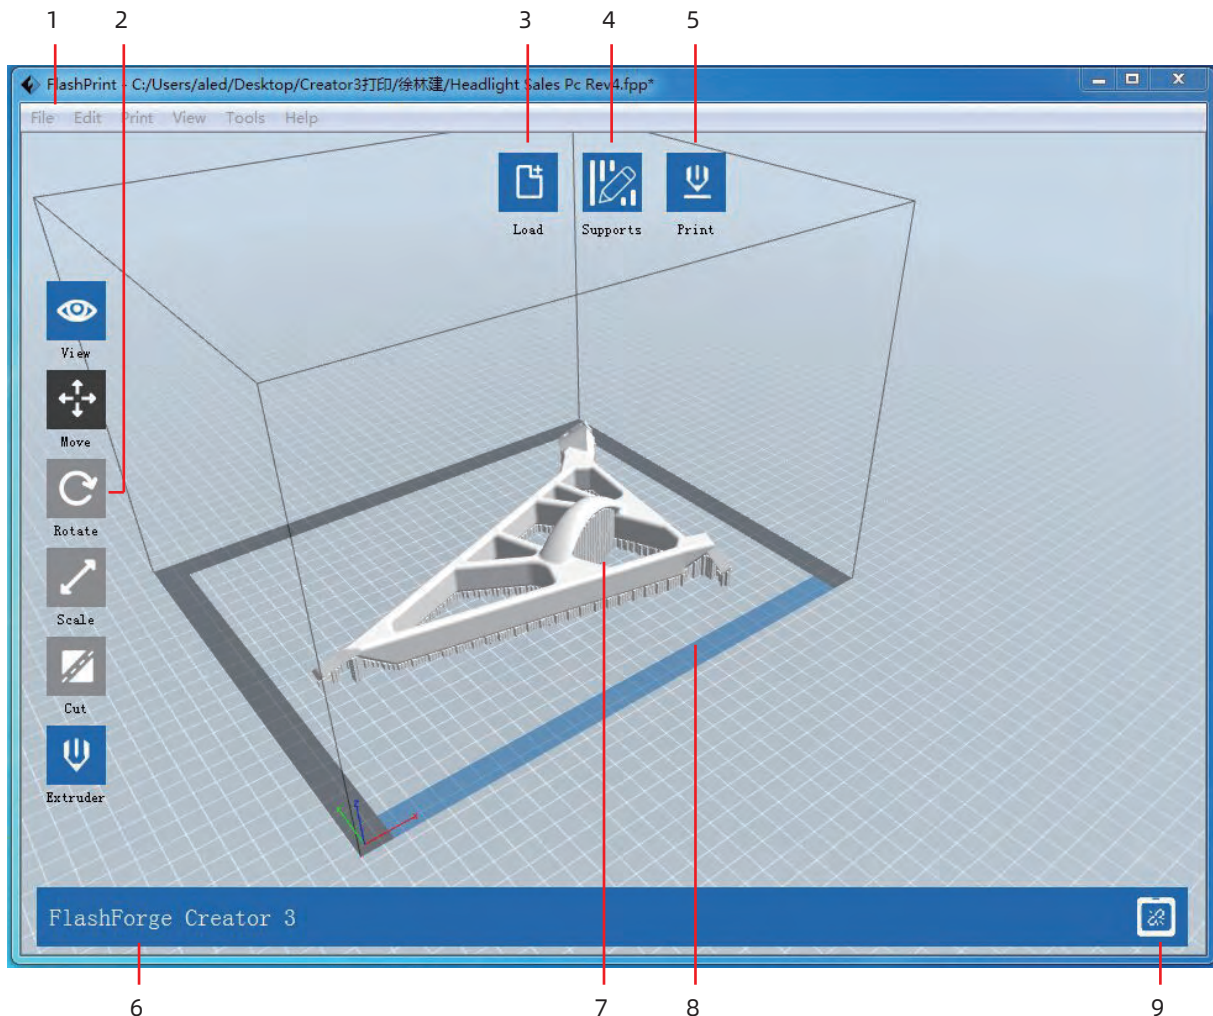 1 2 3 4 5
FlashPrint - C:/Users/aled/Desktop/Creator3打印/徐林建/Headlight Sales Pc Rev4.fpp*
File Edit Print View Tools Help
Load Supports Print
View
Move
Rotate
Scale
Cut
Extruder
z
x
FlashForge Creator 3
6 7 8 9